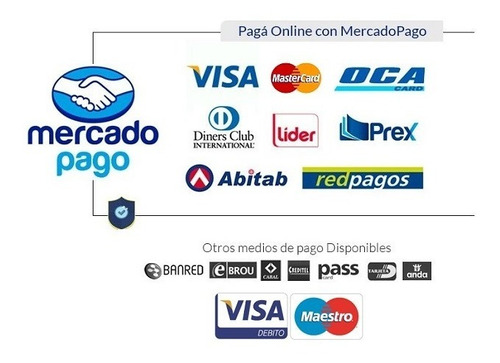 Pagá Online con MercadoPago
mercado
pago
VISA MasterCard OCA
CARD
Diners Club
INTERNATIONAL
Lider
Prex
Abitab redpagos
Otros medios de pago Disponibles
BANRED eBROU CABAL CREDITEL pass
card
TARJETA D
anda
VISA
DEBITO
Maestro